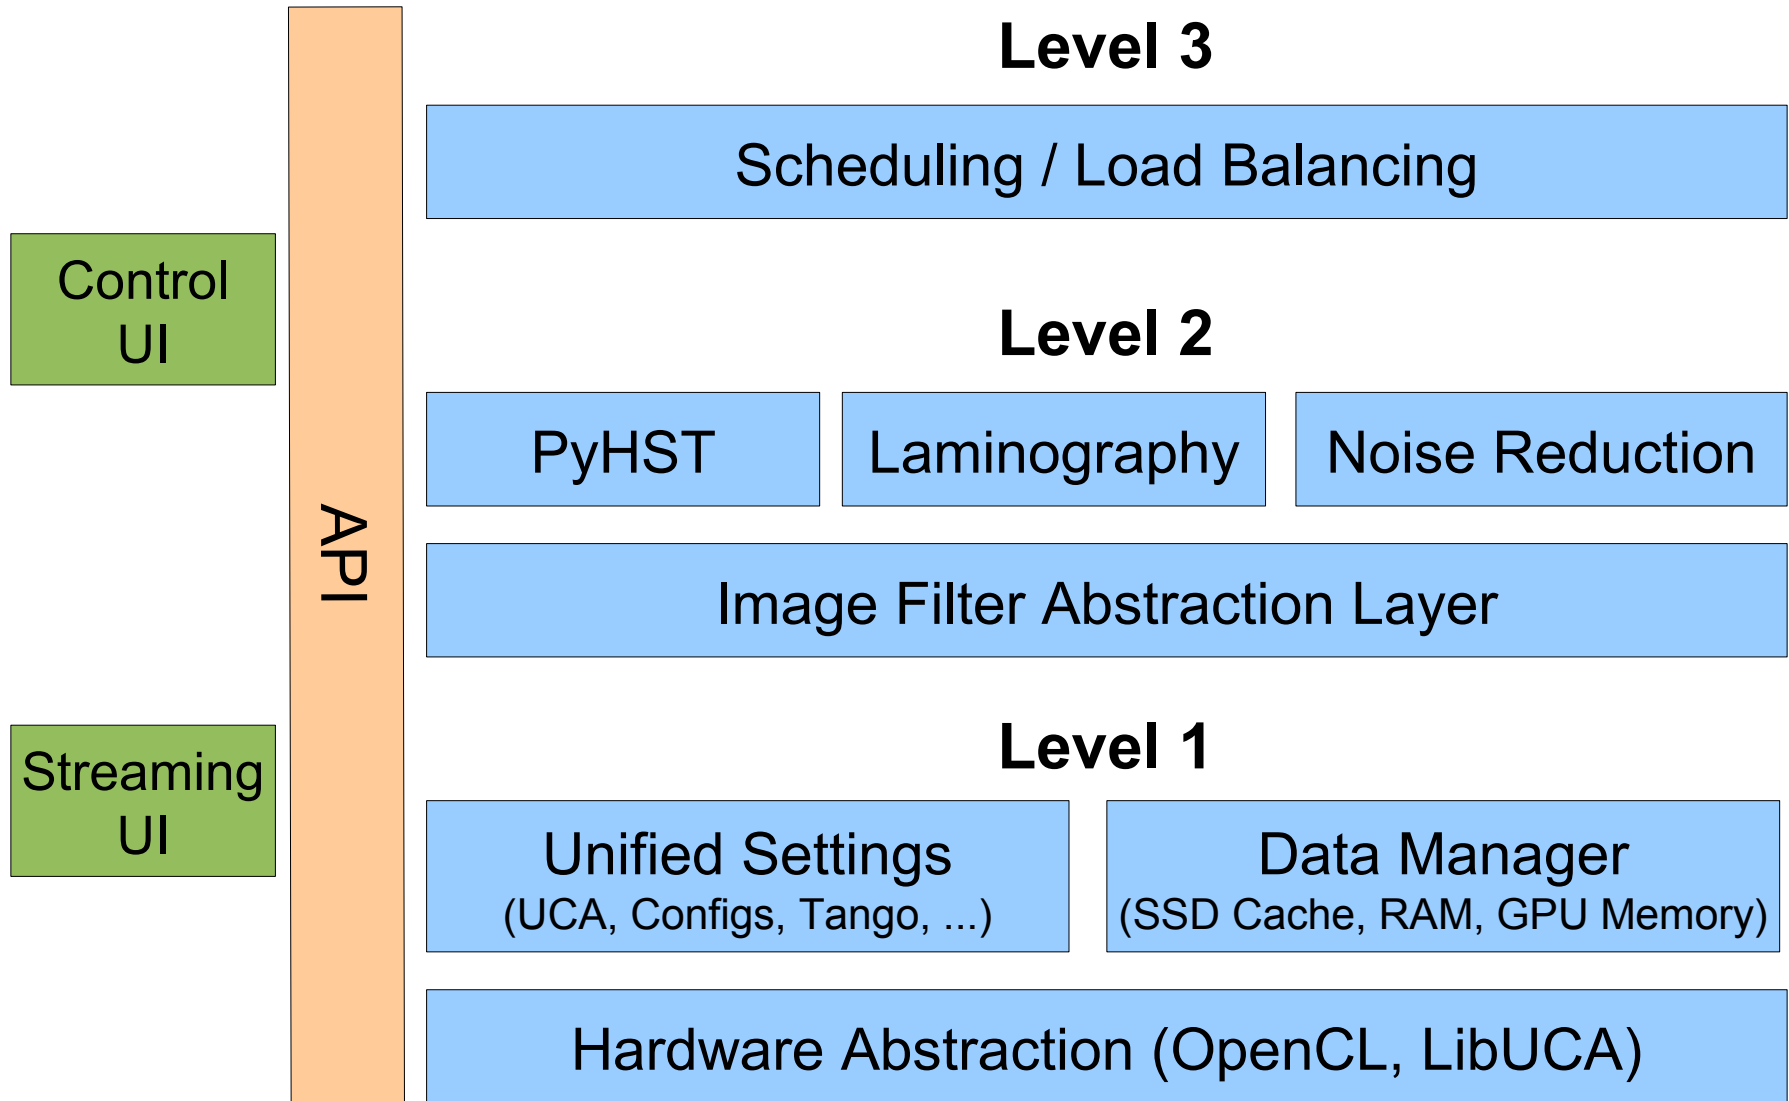 Level 3
Scheduling / Load Balancing
Control
UI
Level 2
PyHST
Laminography
Noise Reduction
API
Image Filter Abstraction Layer
Level 1
Streaming
UI
Unified Settings
(UCA, Configs, Tango, ...)
Data Manager
(SSD Cache, RAM, GPU Memory)
Hardware Abstraction (OpenCL, LibUCA)